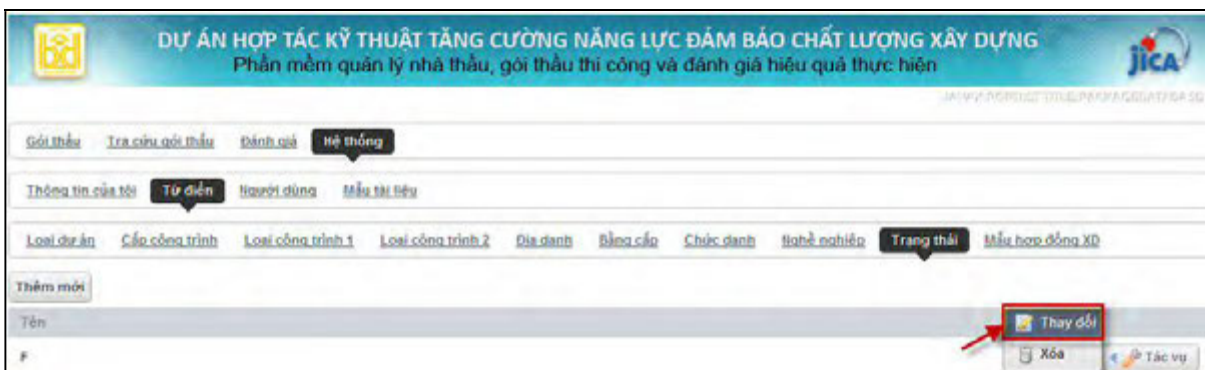 DỰ ÁN HỢP TÁC KỸ THUẬT TĂNG CƯỜNG NĂNG LỰC ĐẢM BẢO CHẤT LƯỢNG XÂY DỰNG
Phần mềm quản lý nhà thầu, gói thầu thi công và đánh giá hiệu quả thực hiện
jICA
Gói thầu Tra cứu gói thầu Đánh giá Hệ thống
Thông tin của tôi Từ điển Người dùng Mẫu tài liệu
Loại dự án Cấp công trình Loại công trình 1 Loại công trình 2 Địa danh Bằng cấp Chức danh Nghề nghiệp Trạng thái Mẫu hợp đồng XD
Thêm mới
Tên
Thay đổi
F Xóa Tác vụ